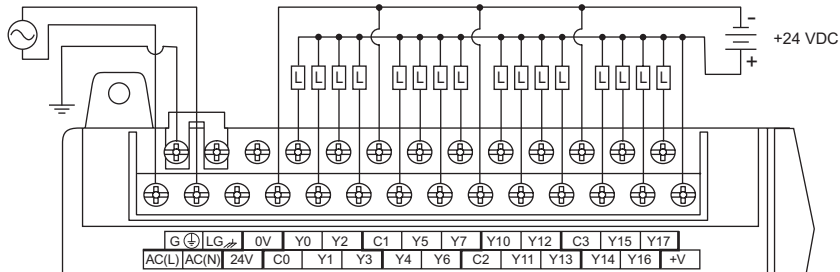 -
+24 VDC
+
L L L L L L L L L L L L L L L L
G LG 0V Y0 Y2 C1 Y5 Y7 Y10 Y12 C3 Y15 Y17
AC(L) AC(N) 24V C0 Y1 Y3 Y4 Y6 C2 Y11 Y13 Y14 Y16 +V